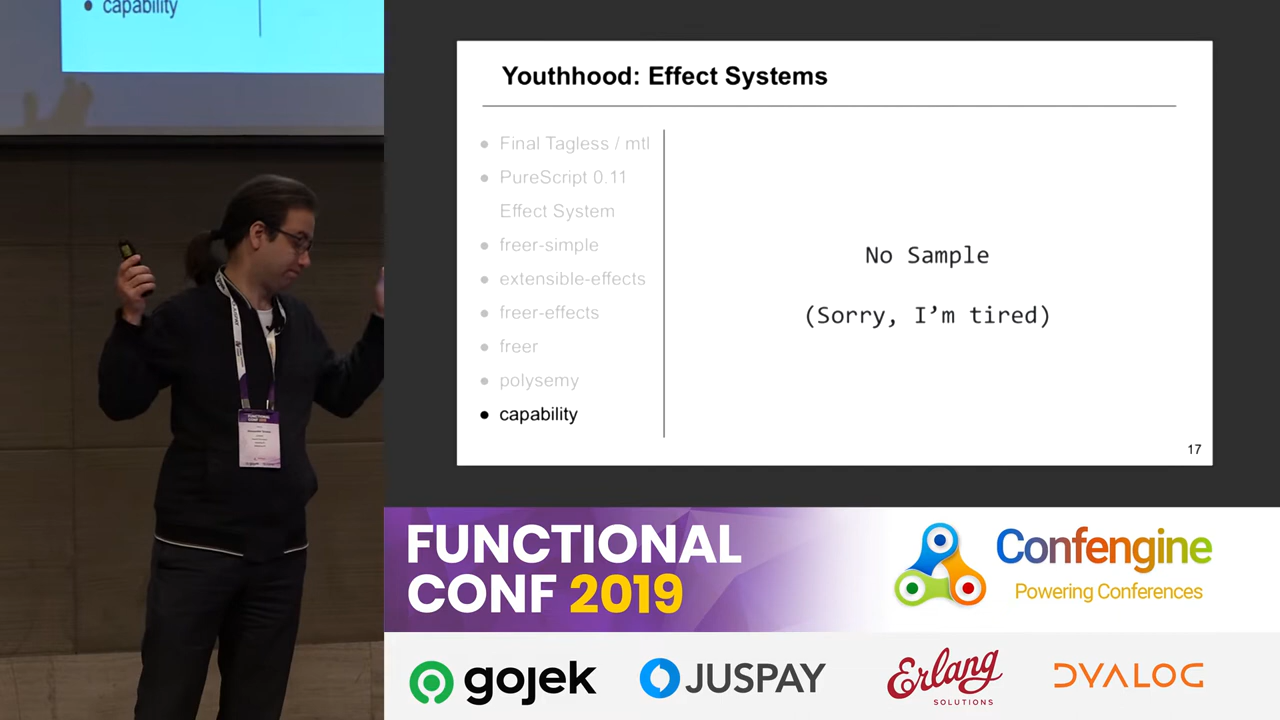 capability
Youthhood: Effect Systems
Final Tagless / mtl
PureScript 0.11
Effect System
freer-simple
extensible-effects
freer-effects
freer
polysemy
capability
No Sample
(Sorry, I’m tired)
17
FUNCTIONAL
CONF 2019
Confengine
Powering Conferences
gojek
JUSPAY
Erlang
SOLUTIONS
DYALOG
FUNCTIONAL